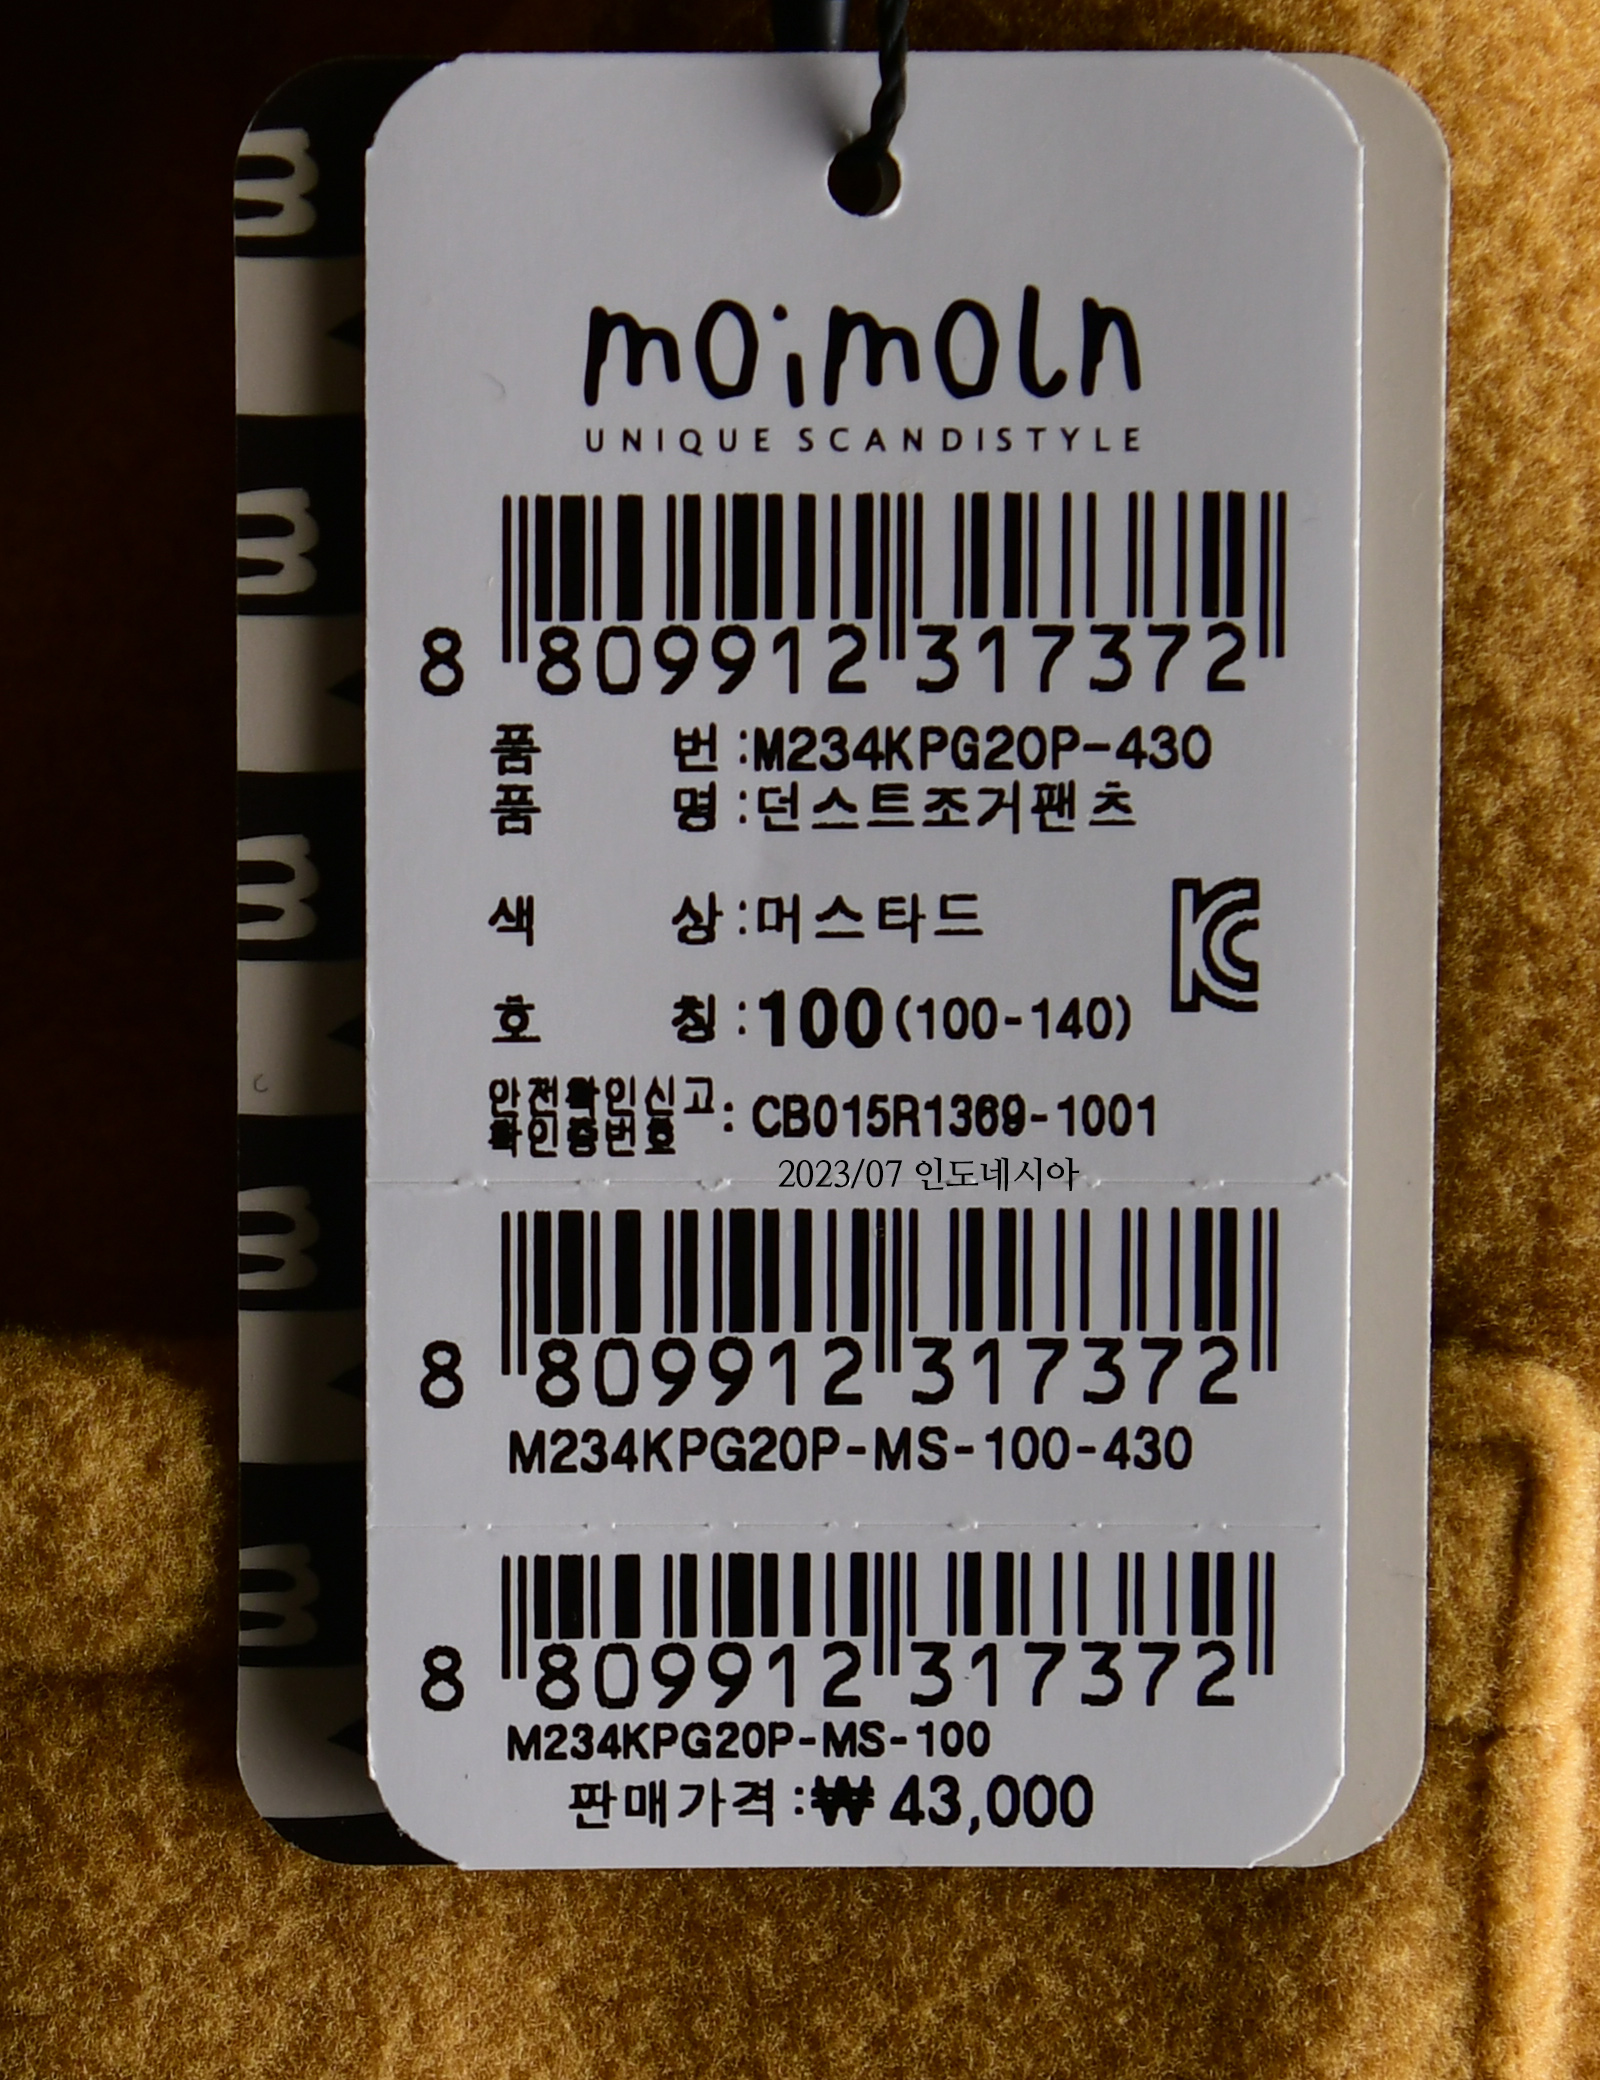 moimoln
UNIQUE SCANDISTYLE
8 809912 317372
품 번 :M234KPG20P-430
품 명 :던스트조거팬츠
색 상 :머스타드
호 칭 :100(100-140)
안전확인신고
확인증번호 : CB015R1369-1001
2023/07 인도네시아
8 809912 317372
M234KPG20P-MS-100-430
8 809912 317372
M234KPG20P-MS-100
판매가격 :₩ 43,000